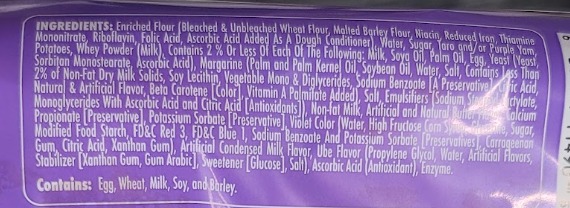 INGREDIENTS: Enriched Flour (Bleached & Unbleached Wheat Flour, Malted Barley Flour, Niacin, Reduced Iron, Thiamine
Mononitrate, Riboflavin, Folic Acid, Ascorbic Acid Added As A Dough Conditioner), Water, Sugar, Taro and/or Purple Yam,
Potatoes, Whey Powder (Milk), Contains 2% Or Less Of Each Of The Following: Milk, Soya Oil, Palm Oil, Egg, Yeast (Yeast,
Sorbitan Monostearate, Ascorbic Acid), Margarine (Palm and Palm Kernel Oil, Soybean Oil, Water, Salt, Contains Less Than
2% of Non-Fat Dry Milk Solids, Soy Lecithin, Vegetable Mono & Diglycerides, Sodium Benzoate [A Preservative], Acid,
Natural & Artificial Flavor, Beta Carotene [Color], Vitamin A Palmitate Added), Salt, Emulsifiers (Sodium
Monoglycerides With Ascorbic Acid and Citric Acid [Antioxidants]), Non-fat Milk, Artificial and Natural Calcium
Propionate [Preservative], Potassium Sorbate [Preservative], Violet Color (Water, High Fructose Corn Sugar,
Modified Food Starch, FD&C Red 3, FD&C Blue 1, Sodium Benzoate And Potassium Sorbate [Preservatives], Carrageenan
Gum, Citric Acid, Xanthan Gum), Artificial Condensed Milk Flavor, Ube Flavor (Propylene Glycol, Water, Artificial Flavors,
Stabilizer [Xanthan Gum, Gum Arabic], Sweetener [Glucose], Salt), Ascorbic Acid (Antioxidant), Enzyme.
Contains: Egg, Wheat, Milk, Soy, and Barley.